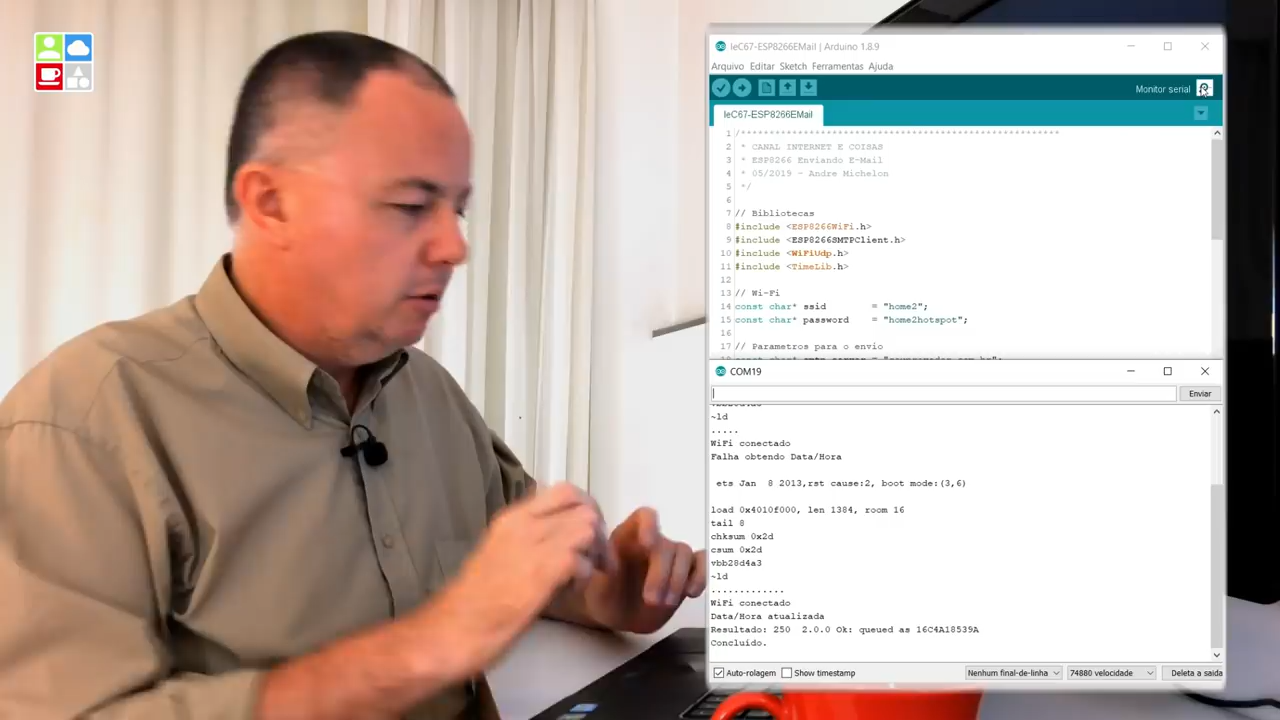 IeC67-ESP8266EMail | Arduino 1.8.9
Arquivo Editar Sketch Ferramentas Ajuda
Monitor serial
IeC67-ESP8266EMail
1 /*********************************************************
2 * CANAL INTERNET E COISAS
3 * ESP8266 Enviando E-Mail
4 * 05/2019 - Andre Michelon
5 */
6
7 // Bibliotecas
8 #include <ESP8266WiFi.h>
9 #include <ESP8266SMTPClient.h>
10 #include <WiFiUdp.h>
11 #include <TimeLib.h>
12
13 // Wi-Fi
14 const char* ssid = "home2";
15 const char* password = "home2hotspot";
16
17 // Parametros para o envio
COM19
Enviar
~ld
.....
WiFi conectado
Falha obtendo Data/Hora
ets Jan 8 2013,rst cause:2, boot mode:(3,6)
load 0x4010f000, len 1384, room 16
tail 8
chksum 0x2d
csum 0x2d
vbb28d4a3
~ld
.............
WiFi conectado
Data/Hora atualizada
Resultado: 250 2.0.0 Ok: queued as 16C4A18539A
Concluído.
Auto-rolagem Show timestamp Nenhum final-de-linha 74880 velocidade Deleta a saida